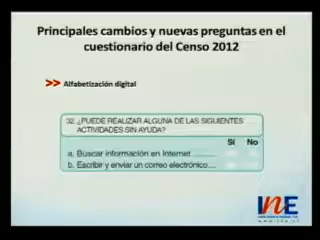 Principales cambios y nuevas preguntas en el
cuestionario del Censo 2012
>> Alfabetización digital
32. ¿PUEDE REALIZAR ALGUNA DE LAS SIGUIENTES
ACTIVIDADES SIN AYUDA?
Sí No
a. Buscar información en Internet
b. Escribir y enviar un correo electrónico....
INE